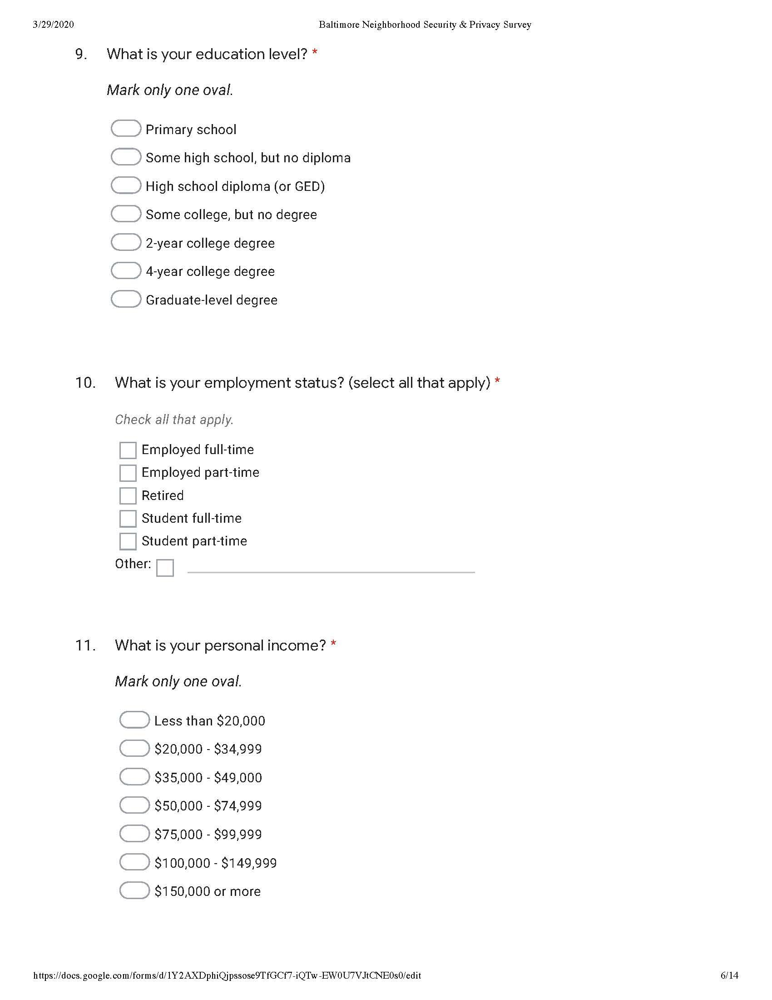 3/29/2020 Baltimore Neighborhood Security & Privacy Survey
9. What is your education level? *
Mark only one oval.
Primary school
Some high school, but no diploma
High school diploma (or GED)
Some college, but no degree
2-year college degree
4-year college degree
Graduate-level degree
10. What is your employment status? (select all that apply) *
Check all that apply.
Employed full-time
Employed part-time
Retired
Student full-time
Student part-time
Other:
11. What is your personal income? *
Mark only one oval.
Less than $20,000
$20,000 - $34,999
$35,000 - $49,000
$50,000 - $74,999
$75,000 - $99,999
$100,000 - $149,999
$150,000 or more
https://docs.google.com/forms/d/1Y2AXDphiQjpssose9TfGCf7-iQTw-EW0U7VJtCNE0s0/edit 6/14